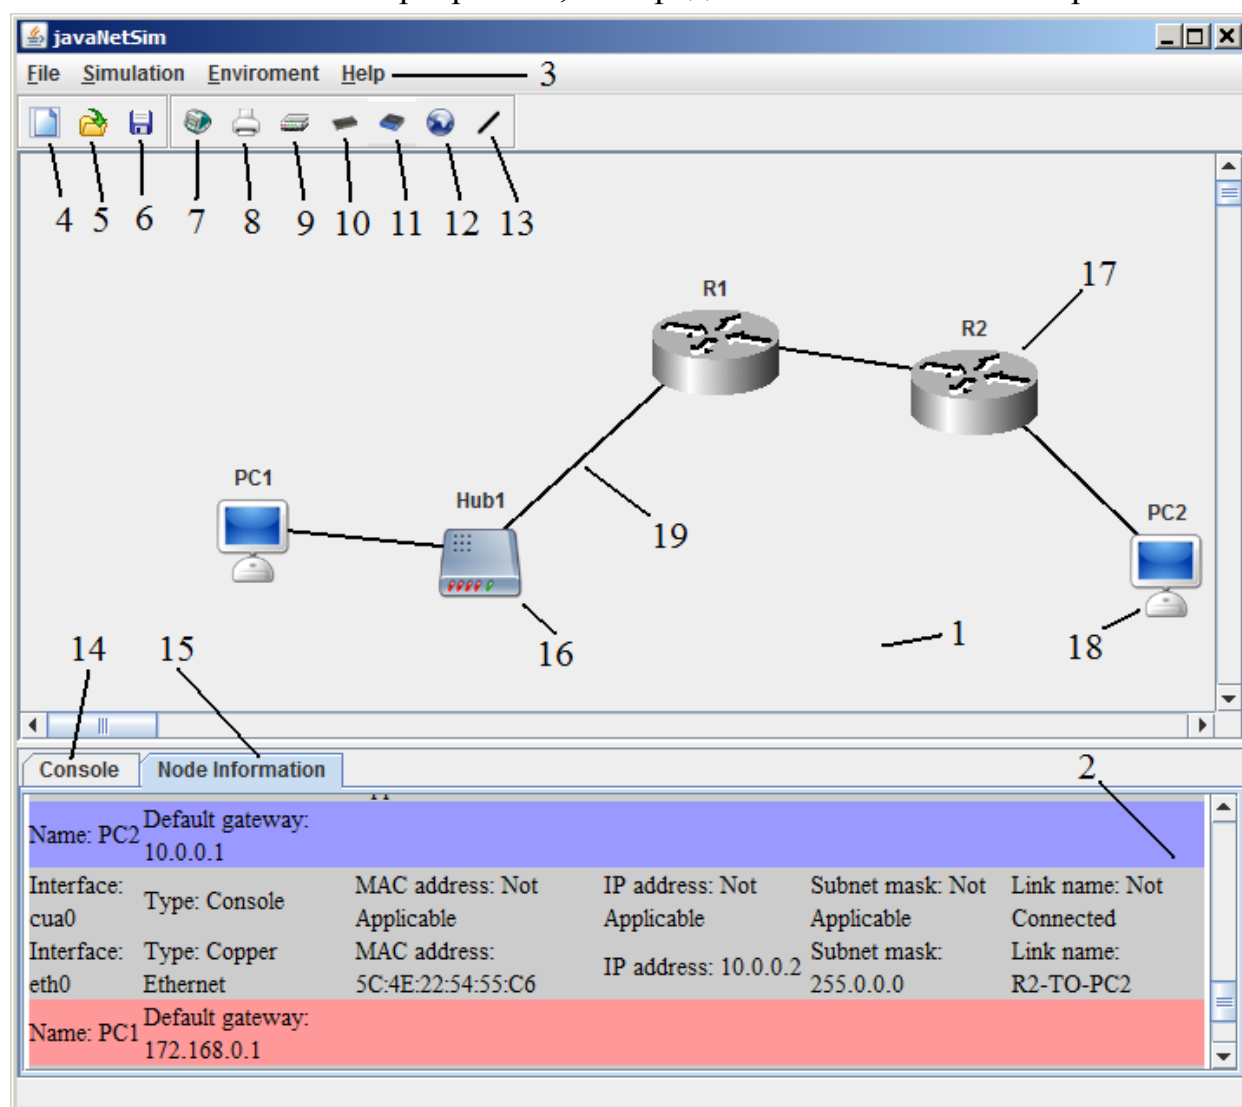 javaNetSim
File Simulation Enviroment Help 3
4 5 6 7 8 9 10 11 12 13
17
R1
R2
PC1
Hub1
PC2
19
1
14 15 16 18
Console Node Information 2
Name: PC2 Default gateway:
10.0.0.1
Interface: cua0 Type: Console MAC address: Not Applicable IP address: Not Applicable Subnet mask: Not Applicable Link name: Not Connected
Interface: eth0 Type: Copper Ethernet MAC address: 5C:4E:22:54:55:C6 IP address: 10.0.0.2 Subnet mask: 255.0.0.0 Link name: R2-TO-PC2
Name: PC1 Default gateway:
172.168.0.1